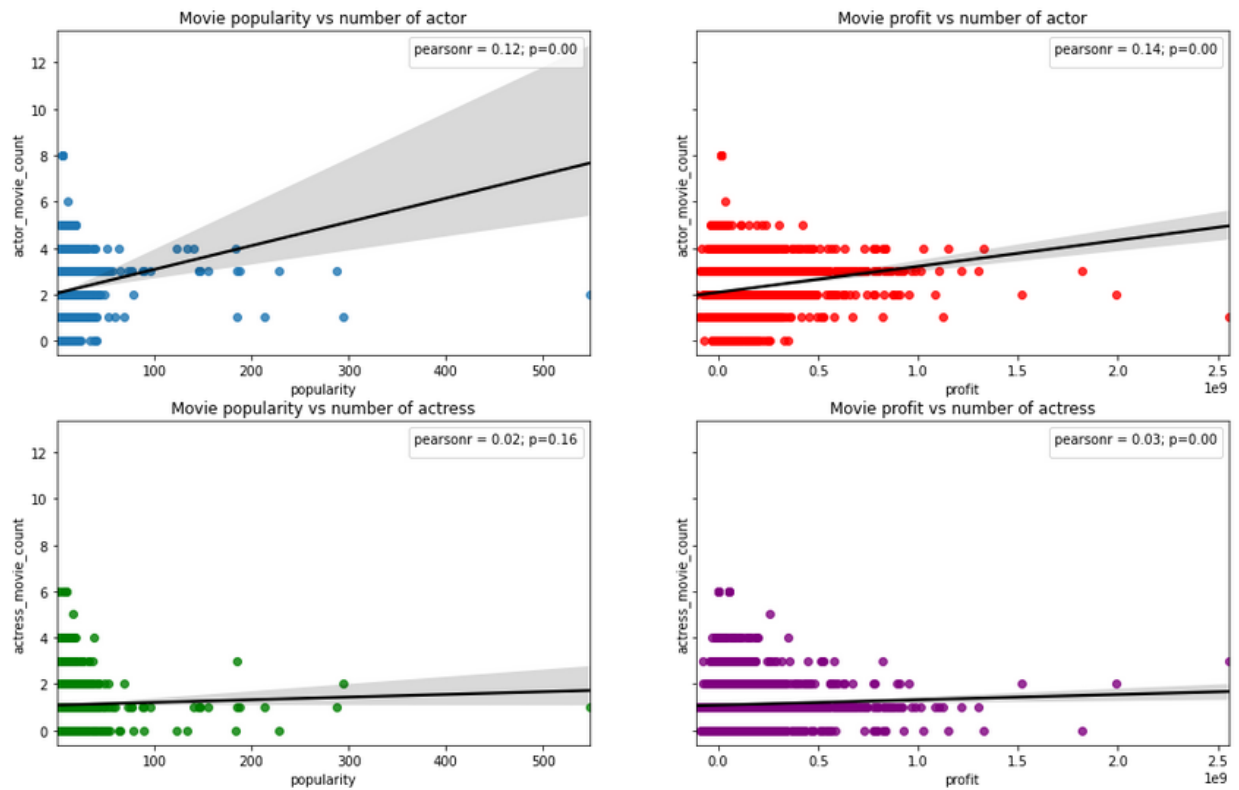 Movie popularity vs number of actor
pearsonr = 0.12; p=0.00
12
10
8
6
4
2
0
actor_movie_count
100
200
300
400
500
popularity
Movie profit vs number of actor
pearsonr = 0.14; p=0.00
actor_movie_count
0.0
0.5
1.0
1.5
2.0
2.5
1e9
profit
Movie popularity vs number of actress
pearsonr = 0.02; p=0.16
12
10
8
6
4
2
0
actress_movie_count
100
200
300
400
500
popularity
Movie profit vs number of actress
pearsonr = 0.03; p=0.00
actress_movie_count
0.0
0.5
1.0
1.5
2.0
2.5
1e9
profit